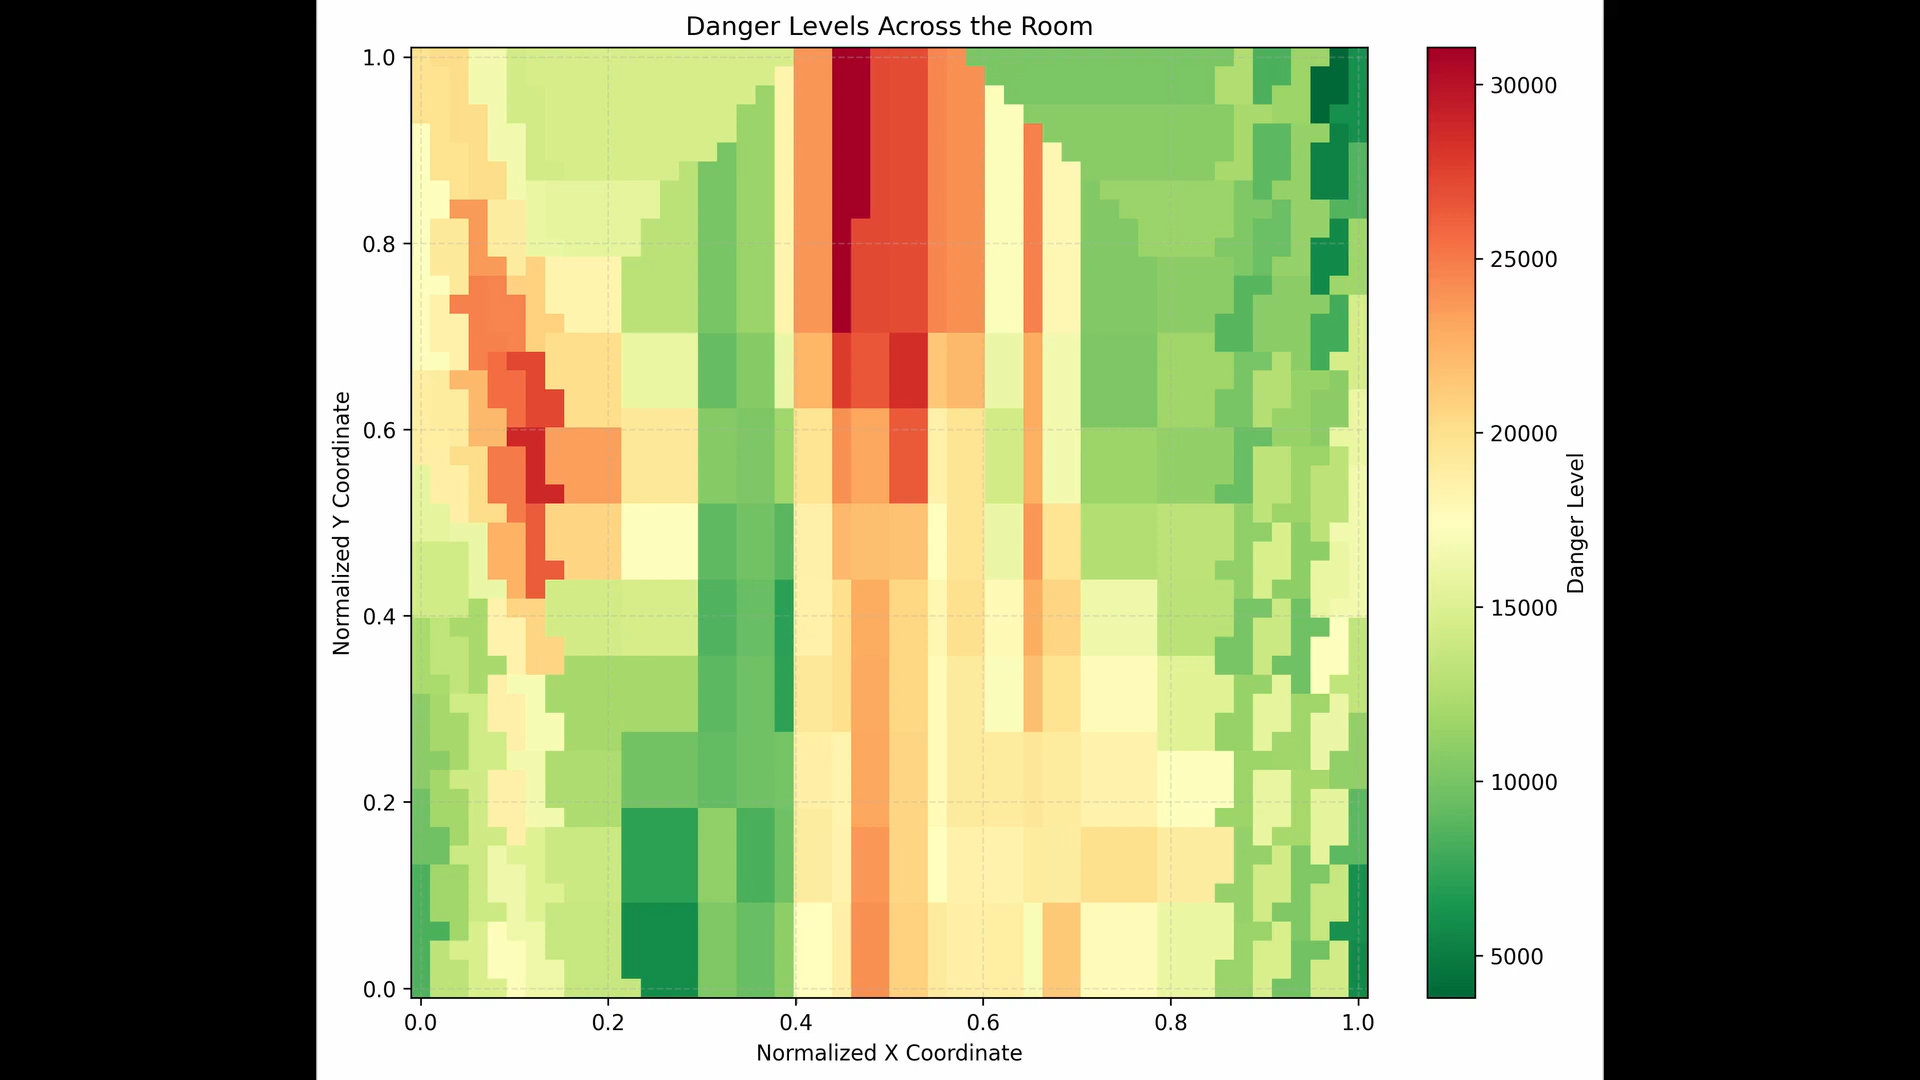 Danger Levels Across the Room
1.0
0.8
0.6
0.4
0.2
0.0
Normalized Y Coordinate
0.0 0.2 0.4 0.6 0.8 1.0
Normalized X Coordinate
30000
25000
20000
15000
10000
5000
Danger Level